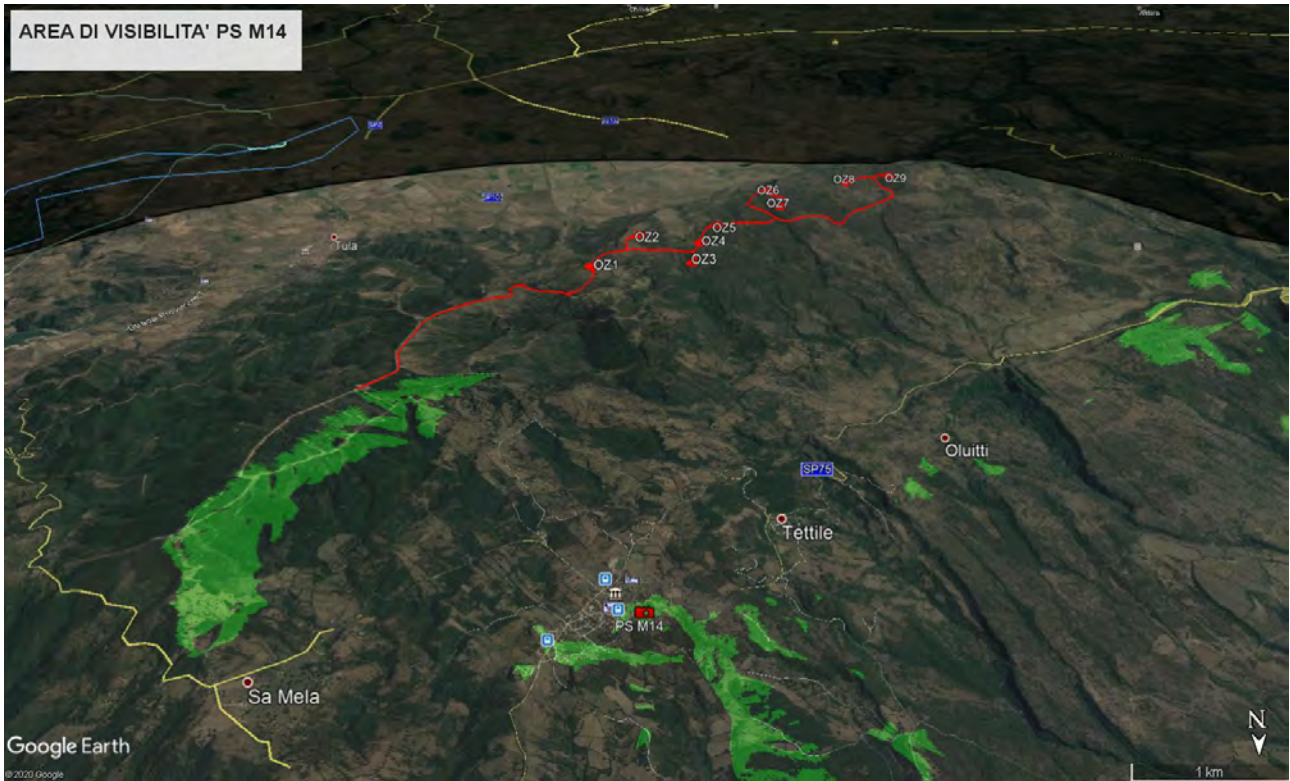 AREA DI VISIBILITA' PS M14
OZ8
OZ9
OZ6
OZ7
Tula
OZ2
OZ5
OZ4
OZ3
OZ1
Oluitti
SP75
Tettile
PS M14
Sa Mela
N
Google Earth
© 2020 Google
1 km